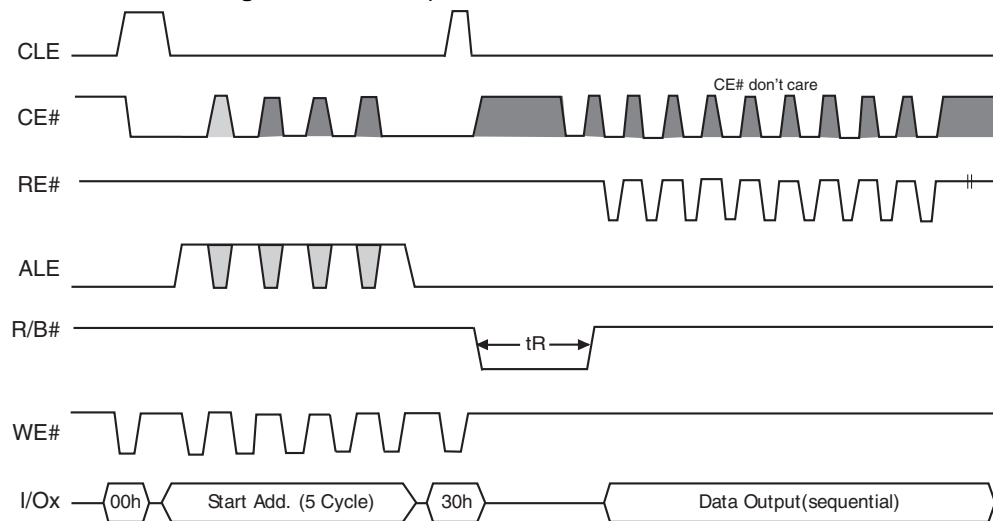 CLE
CE# don't care
CE#
RE#
ALE
R/B#
tR
WE#
I/Ox
00h
Start Add. (5 Cycle)
30h
Data Output(sequential)